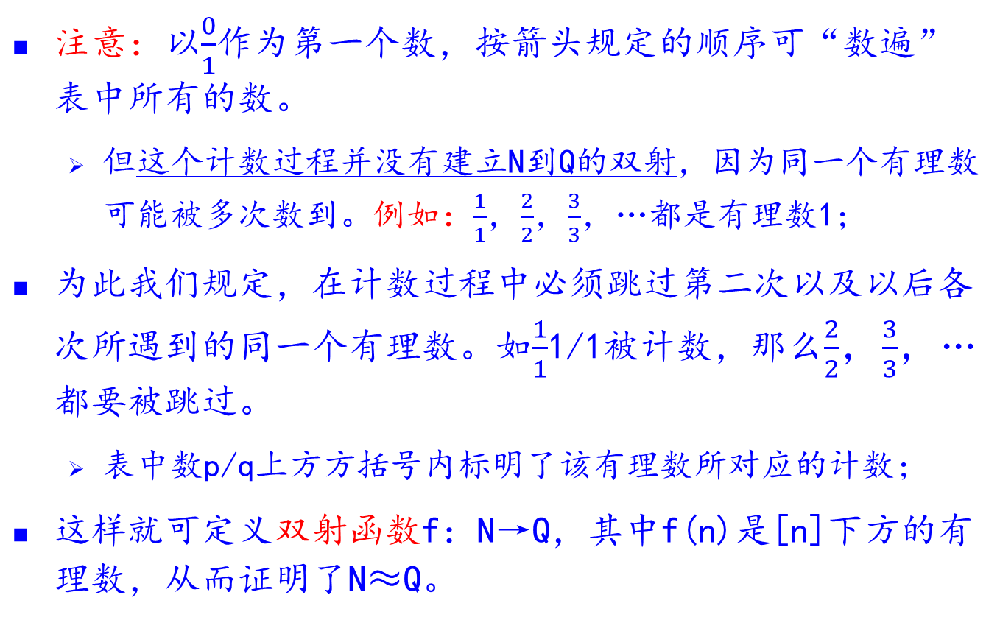 ■ 注意：以0/1作为第一个数，按箭头规定的顺序可“数遍”
表中所有的数。
➢ 但这个计数过程并没有建立N到Q的双射，因为同一个有理数
可能被多次数到。例如：1/1，2/2，3/3，…都是有理数1；
■ 为此我们规定，在计数过程中必须跳过第二次以及以后各
次所遇到的同一个有理数。如1/1 1/1被计数，那么2/2，3/3，…
都要被跳过。
➢ 表中数p/q上方方括号内标明了该有理数所对应的计数；
■ 这样就可定义双射函数f：N→Q，其中f(n)是[n]下方的有
理数，从而证明了N≈Q。